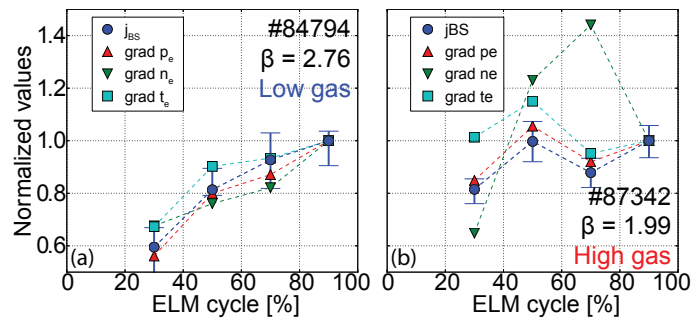 Normalized values
1.4
1.2
1.0
0.8
0.6
j_BS
grad p_e
grad n_e
grad t_e
#84794
β = 2.76
Low gas
(a)
0 20 40 60 80 100
ELM cycle [%]
jBS
grad pe
grad ne
grad te
#87342
β = 1.99
High gas
(b)
0 20 40 60 80 100
ELM cycle [%]